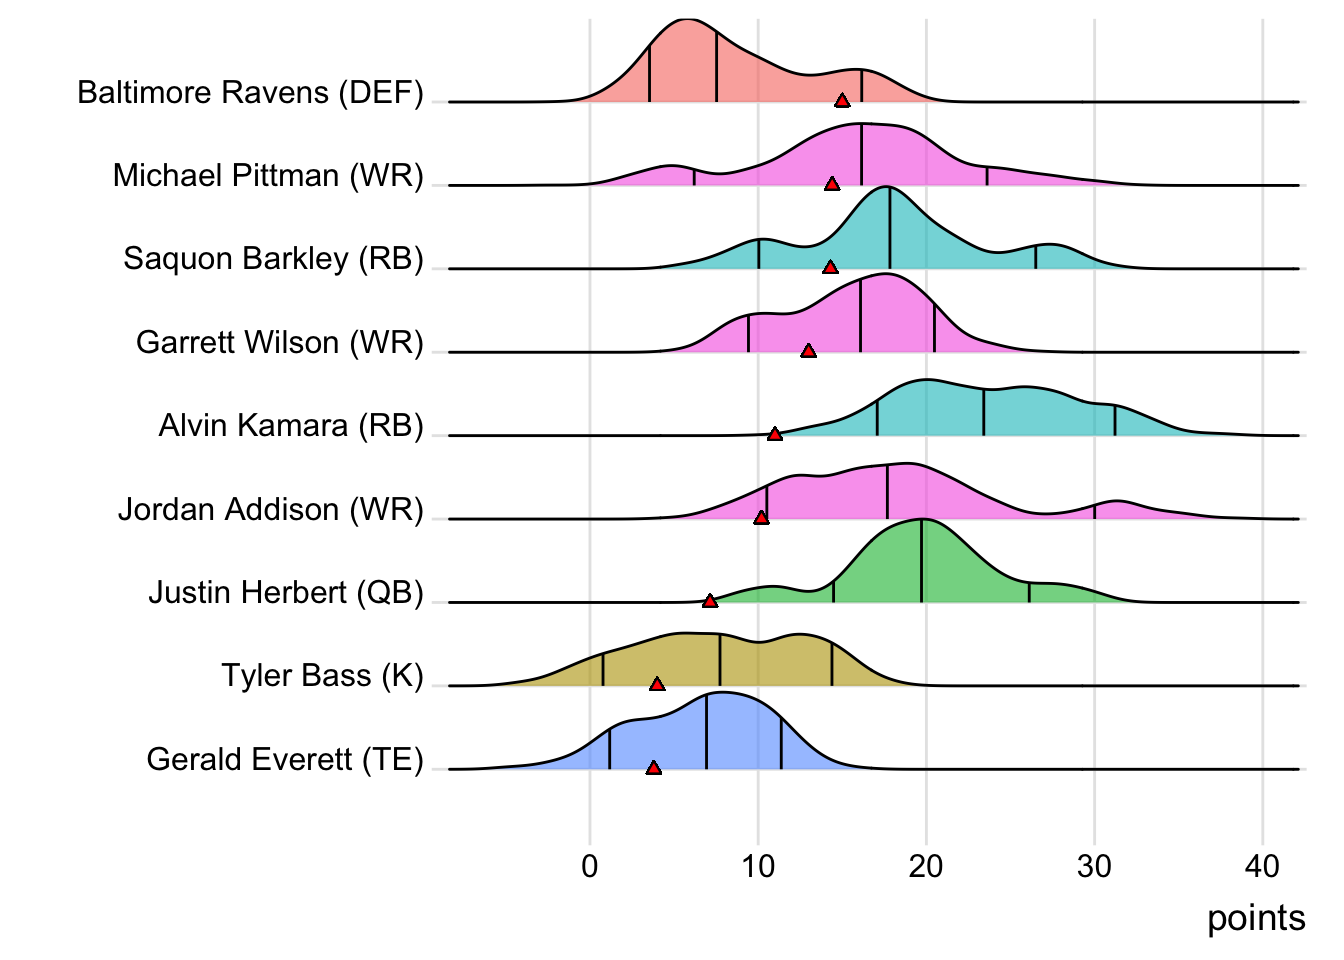 Baltimore Ravens (DEF)
Michael Pittman (WR)
Saquon Barkley (RB)
Garrett Wilson (WR)
Alvin Kamara (RB)
Jordan Addison (WR)
Justin Herbert (QB)
Tyler Bass (K)
Gerald Everett (TE)
0 10 20 30 40
points